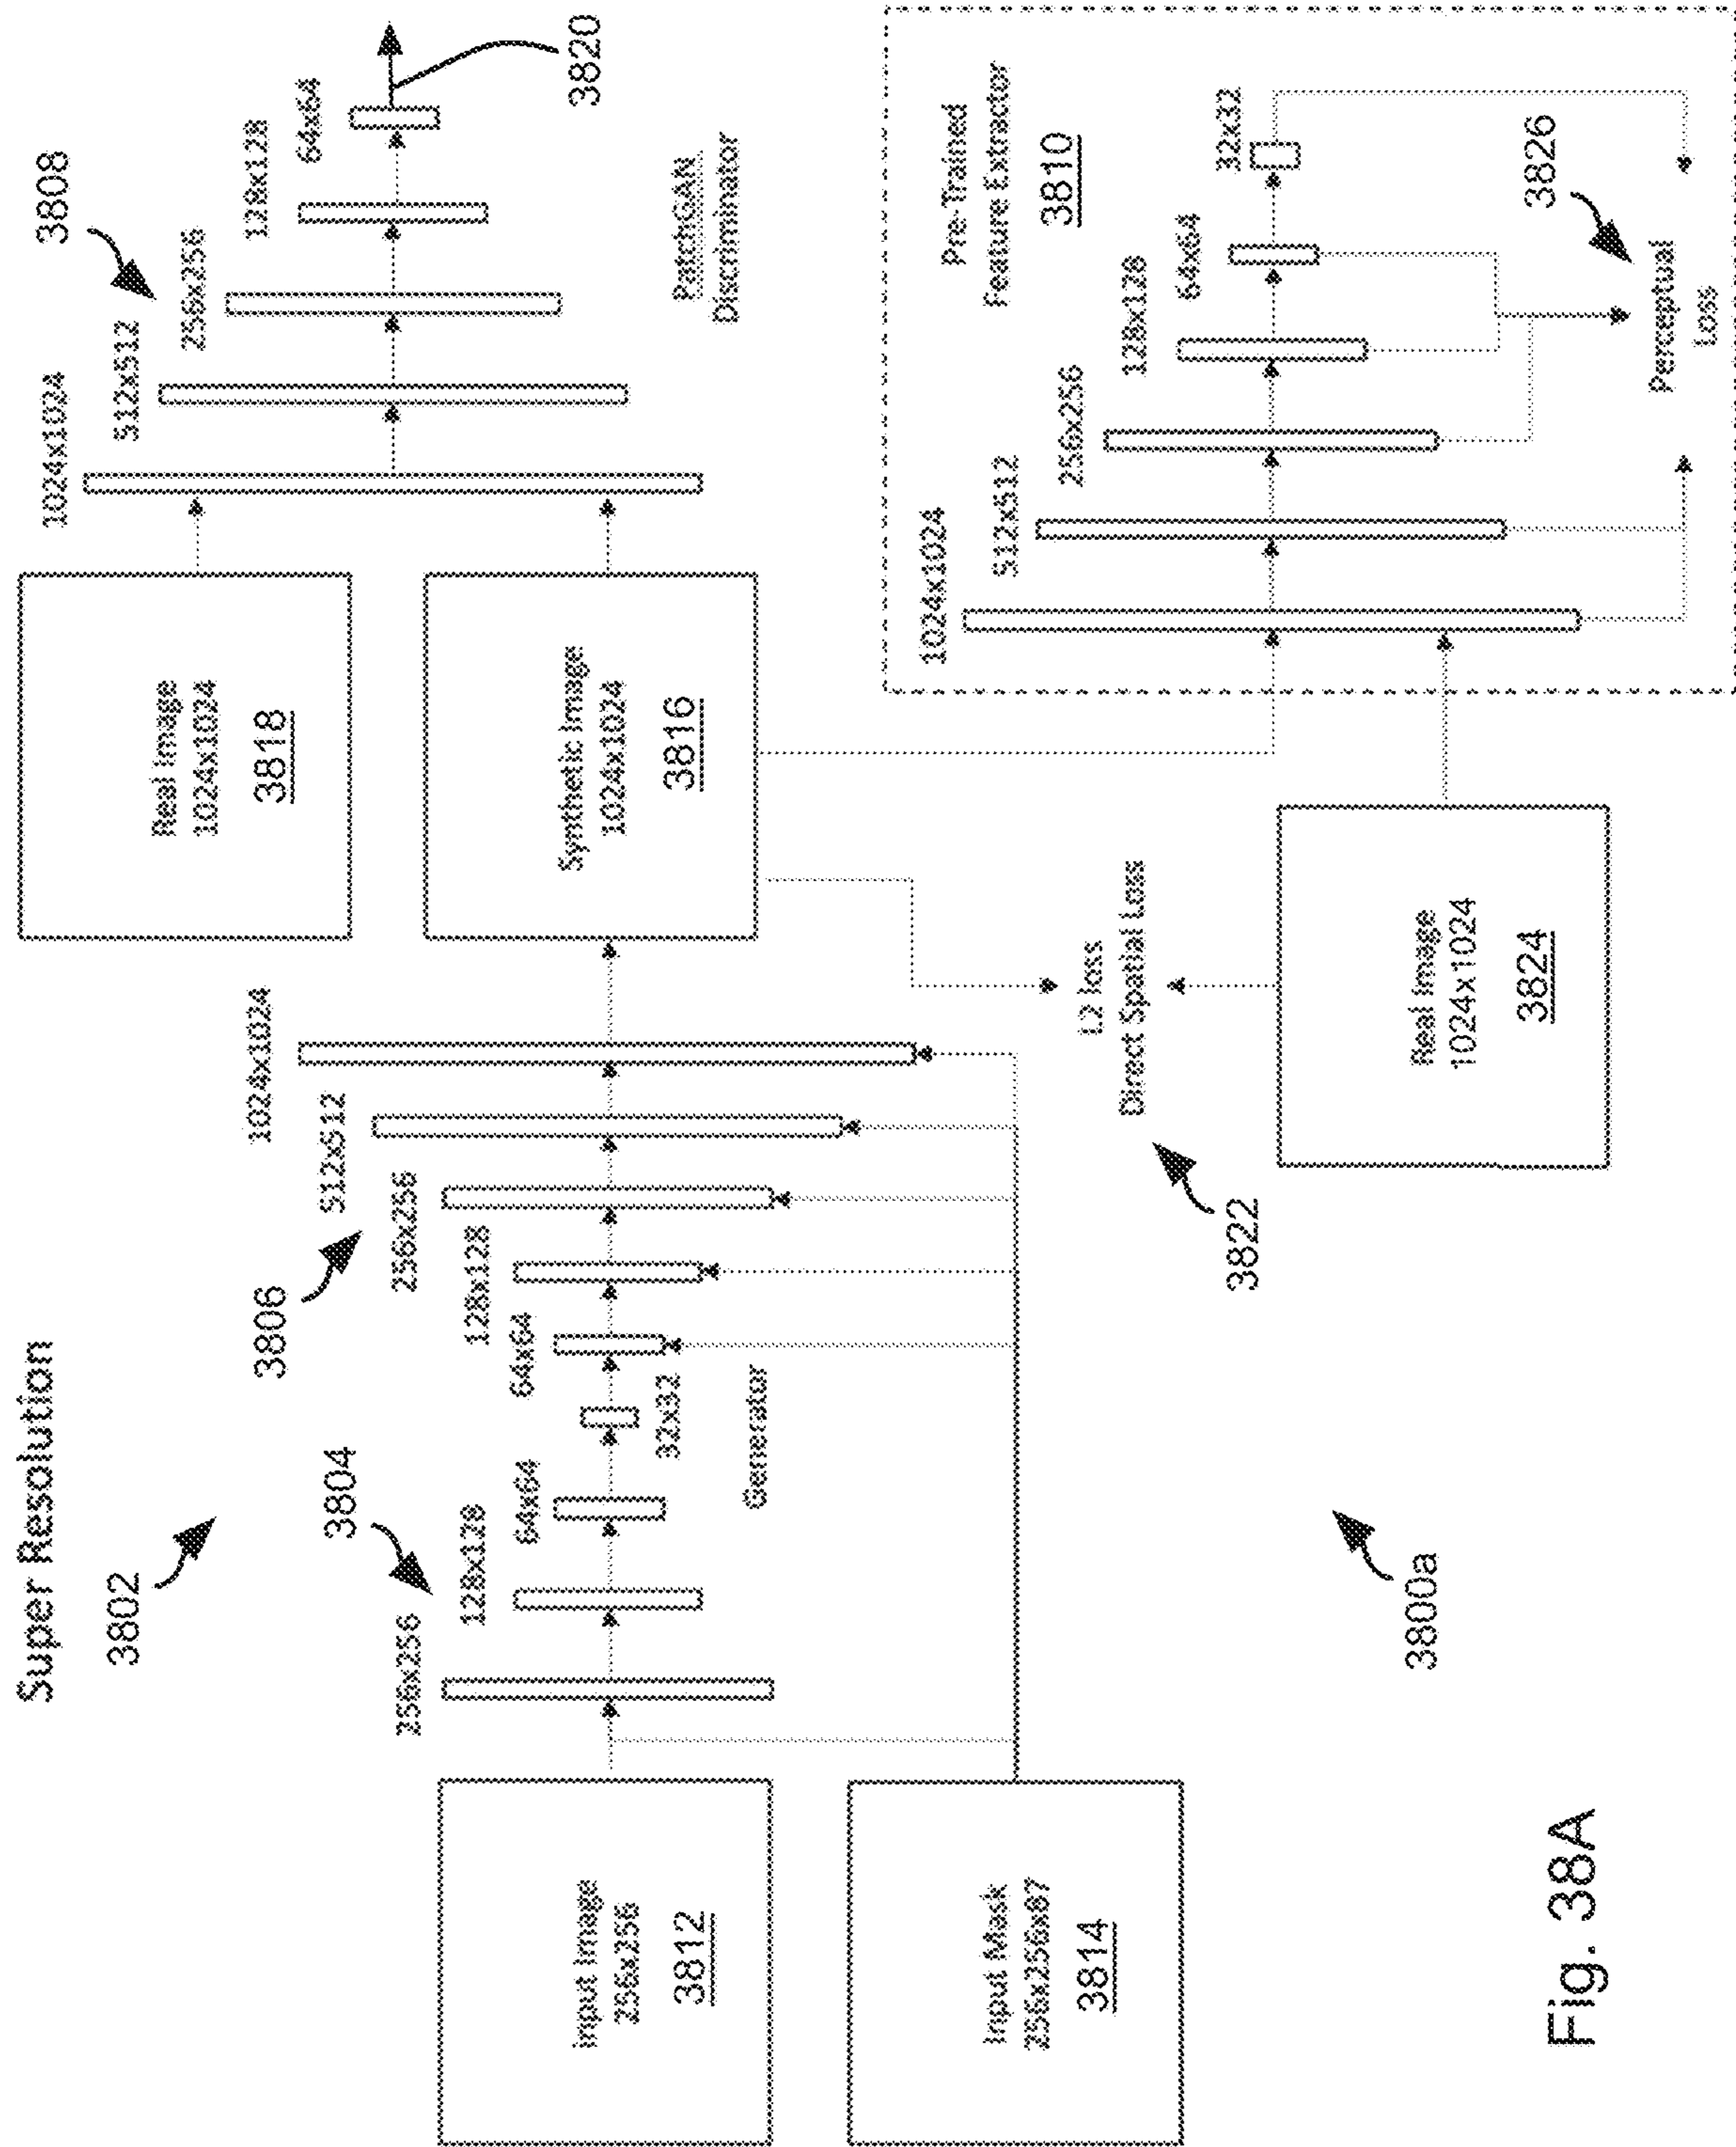 Super Resolution
3802
3804
3806
3808
256x256
128x128
64x64
32x32
64x64
128x128
256x256
512x512
1024x1024
Generator
Input Image
256x256
3812
Input Mask
256x256x87
3814
Real Image
1024x1024
3818
Synthetic Image
1024x1024
3816
1024x1024
512x512
256x256
128x128
64x64
3820
PatchGAN
Discriminator
L2 loss
Direct Spatial Loss
3822
Real Image
1024x1024
3824
Pre-Trained
Feature Extractor
3810
1024x1024
512x512
256x256
128x128
64x64
32x32
3826
Perceptual
Loss
3800a
Fig. 38A